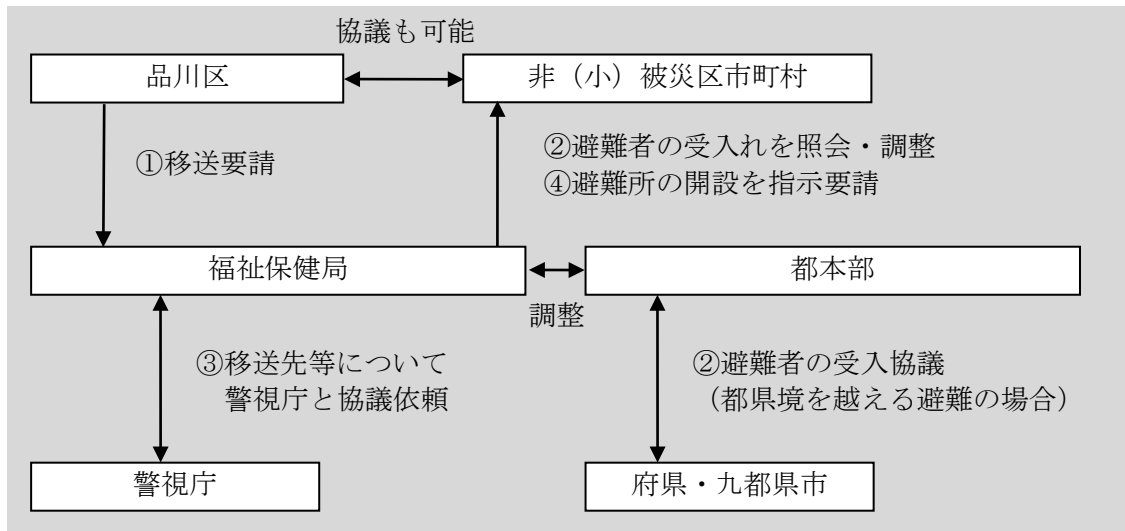 協議も可能
品川区
非(小)被災区市町村
①移送要請
②避難者の受入れを照会・調整
④避難所の開設を指示要請
福祉保健局
都本部
調整
③移送先等について
警視庁と協議依頼
②避難者の受入協議
(都県境を越える避難の場合)
警視庁
府県・九都県市